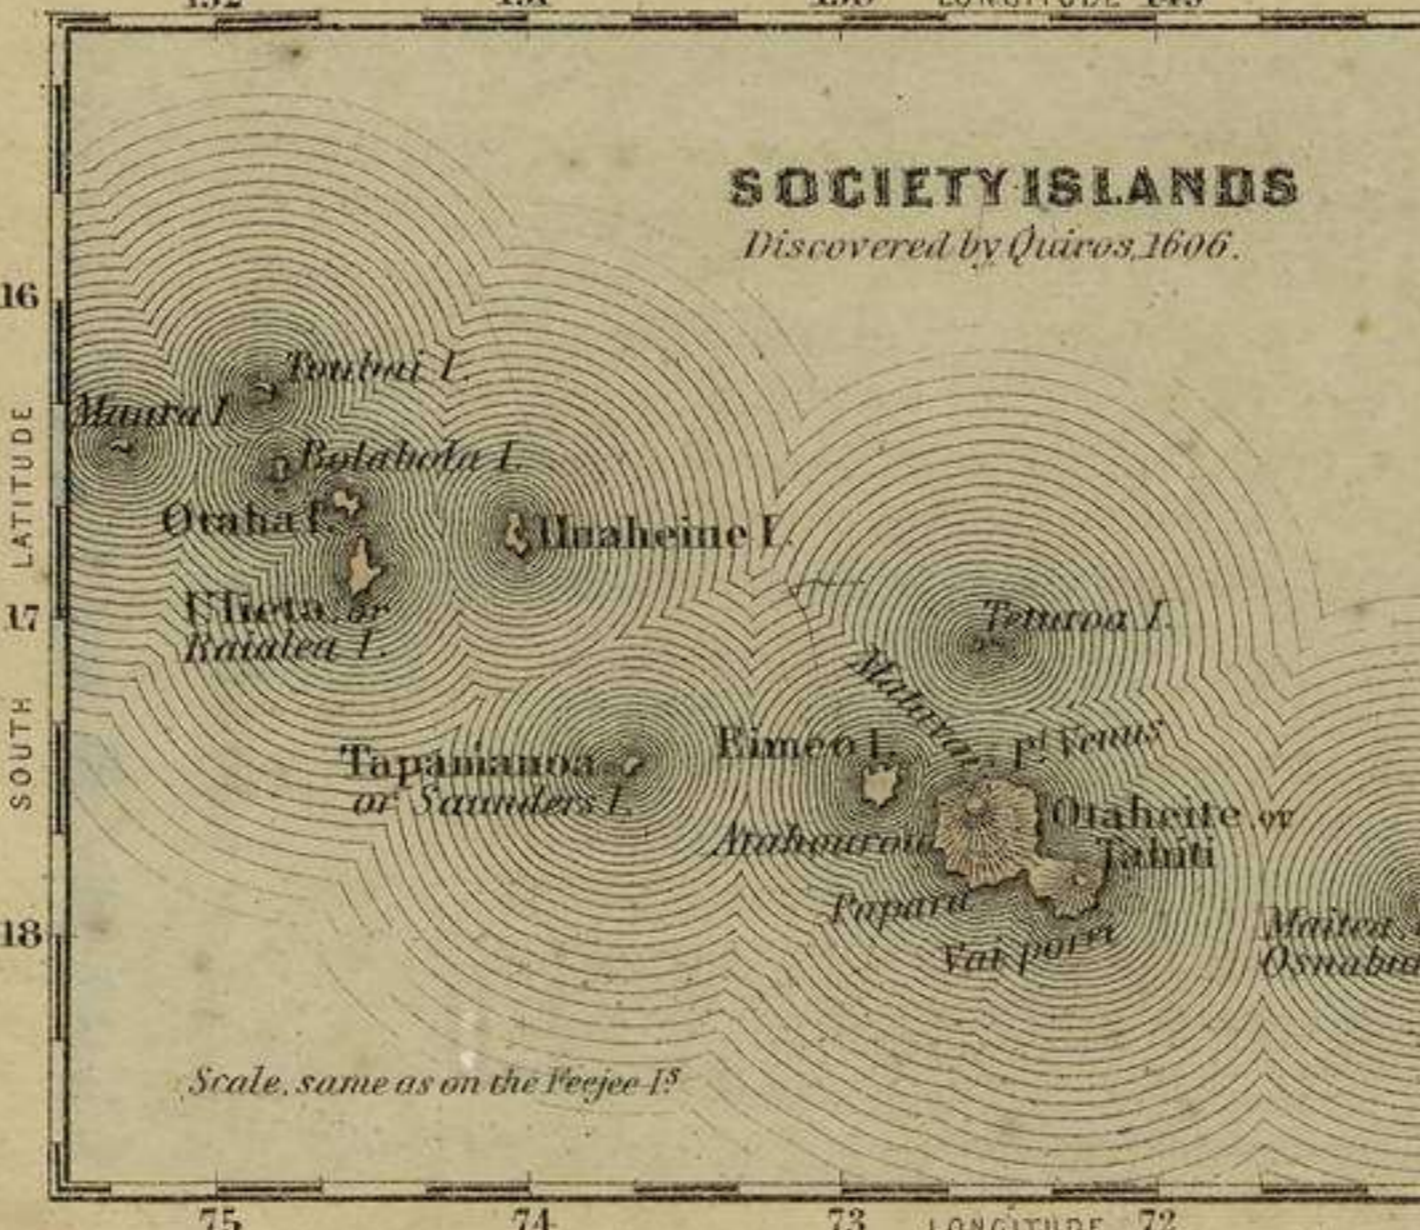 LONGITUDE
SOCIETY ISLANDS
Discovered by Quiros, 1606.
16
Toubai I.
Maura I.
Bolabola I.
Otaha I.
Huaheine I.
Ulieta or
Raiatea I.
17
SOUTH LATITUDE
Teturoa I.
Matavai
Pt. Venus
Eimeo I.
Tapamanoa
or Saunders I.
Otaheite or
Tahiti
Atahourou
Papara
Vai poeri
18
Maitea
Scale, same as on the Feejee Is.
75
74
73
LONGITUDE
72